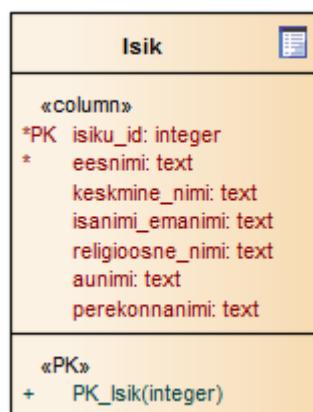 Isik
«column»
*PK isiku_id: integer
* eesnimi: text
keskmine_nimi: text
isanimi_emanimi: text
religioosne_nimi: text
aunimi: text
perekonnanimi: text
«PK»
+ PK_Isik(integer)